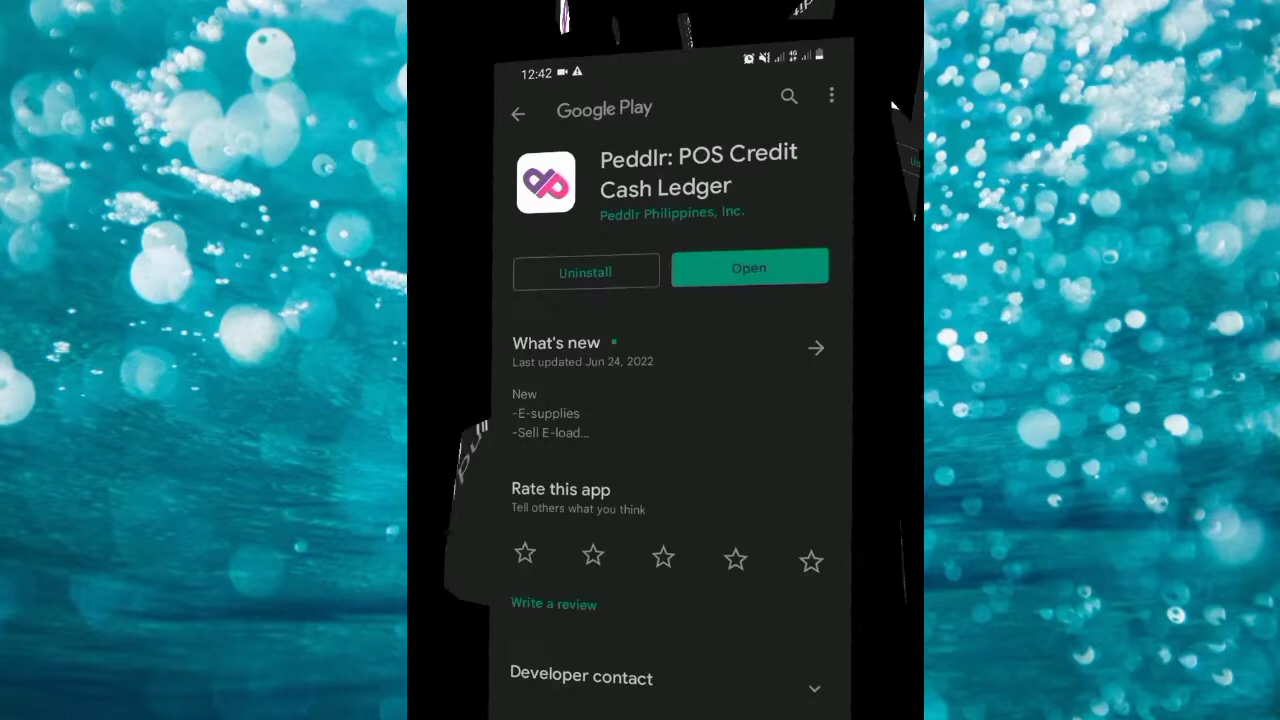 12:42
Google Play
Peddlr: POS Credit
Cash Ledger
Peddlr Philippines, Inc.
Uninstall
Open
What's new
Last updated Jun 24, 2022
New
-E-supplies
-Sell E-load...
Rate this app
Tell others what you think
Write a review
Developer contact